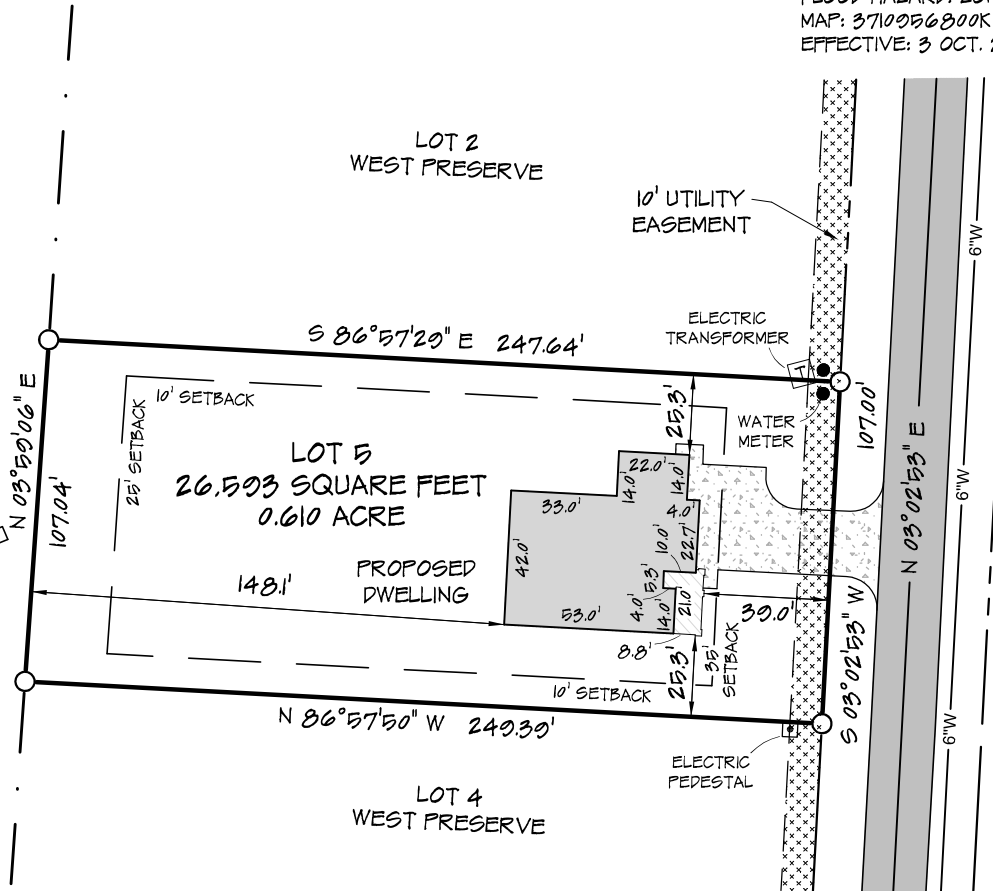 MAP: 3710956800K
EFFECTIVE: 3 OCT.
LOT 2
WEST PRESERVE
10' UTILITY
EASEMENT
6"W
ELECTRIC
TRANSFORMER
T
S 86°57'29" E 247.64'
N 03°59'06" E
107.04'
10' SETBACK
25' SETBACK
25.3'
WATER
METER
107.00'
N 03°02'53" E
LOT 5
26,593 SQUARE FEET
0.610 ACRE
22.0'
14.0'
14.0'
33.0'
4.0'
6"W
42.0'
10.0'
22.7'
PROPOSED
DWELLING
148.1'
5.3'
4.0'
53.0'
14.0'
21.0'
39.0'
8.8'
25.3'
35'
SETBACK
S 03°02'53" W
10' SETBACK
N 86°57'50" W 249.39'
6"W
ELECTRIC
PEDESTAL
LOT 4
WEST PRESERVE